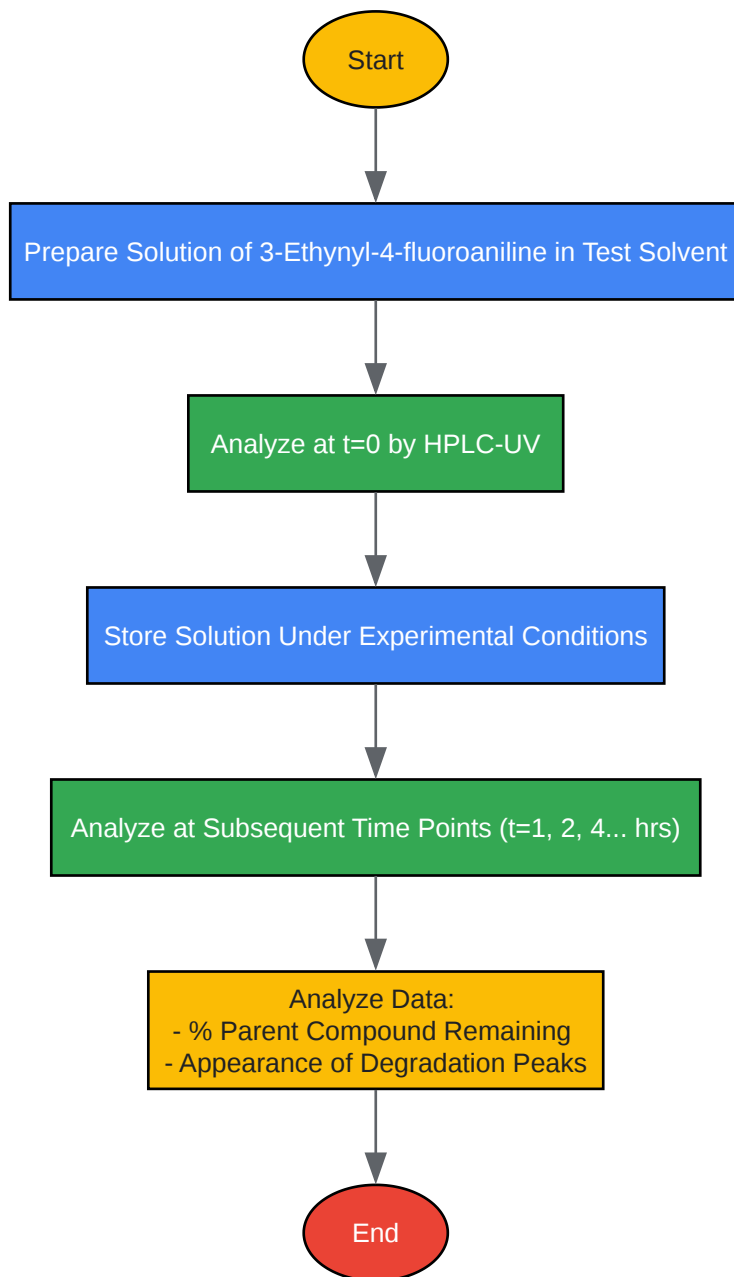 Start
Prepare Solution of 3-Ethynyl-4-fluoroaniline in Test Solvent
Analyze at t=0 by HPLC-UV
Store Solution Under Experimental Conditions
Analyze at Subsequent Time Points (t=1, 2, 4... hrs)
Analyze Data:
- % Parent Compound Remaining
- Appearance of Degradation Peaks
End